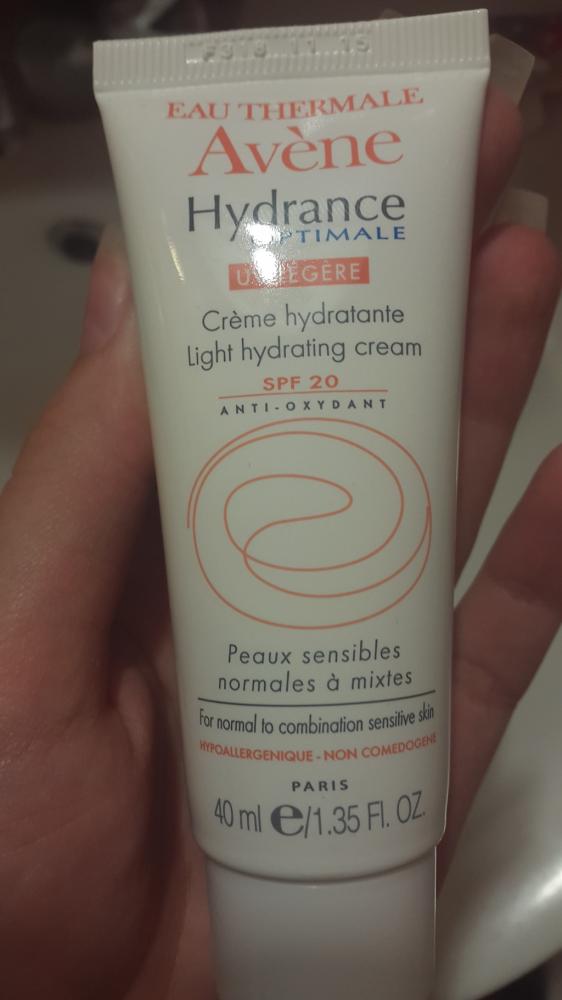 EAU THERMALE
Avène
Hydrance
Crème hydratante
Light hydrating cream
SPF 20
ANTI-OXYDANT
Peaux sensibles
normales à mixtes
For normal to combination sensitive skin
HYPOALLERGENIQUE - NON COMEDOGENE
PARIS
40 ml e/1.35 Fl. OZ.